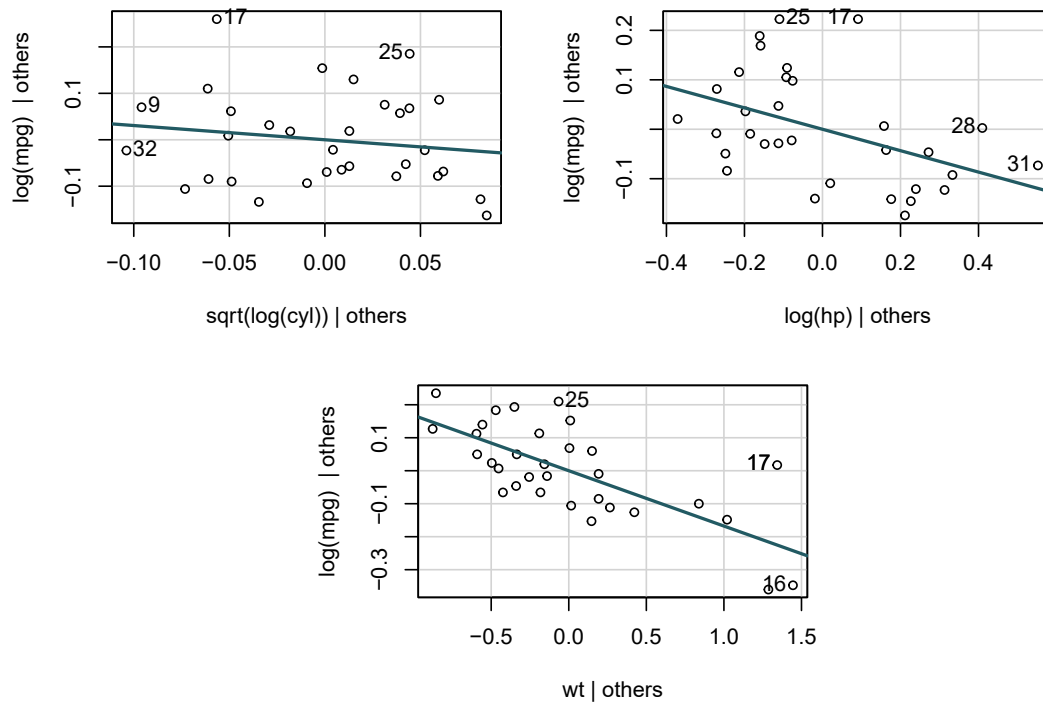 log(mpg) | others
0.1
−0.1
17
25
9
32
−0.10 −0.05 0.00 0.05
sqrt(log(cyl)) | others
log(mpg) | others
0.2
0.1
−0.1
25 17
28
31
−0.4 −0.2 0.0 0.2 0.4
log(hp) | others
log(mpg) | others
0.1
−0.1
−0.3
25
17
16
−0.5 0.0 0.5 1.0 1.5
wt | others